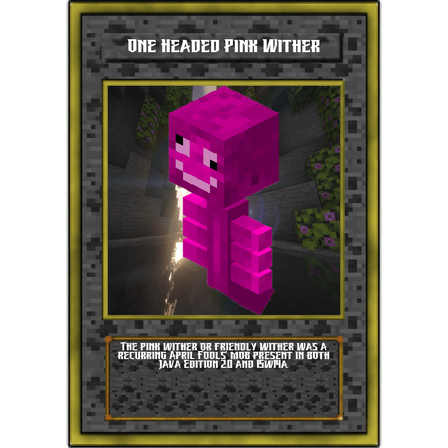 One Headed Pink Wither
The Pink Wither or Friendly Wither was a
recurring April Fools' mob present in both
Java Edition 2.0 and 15w14a.